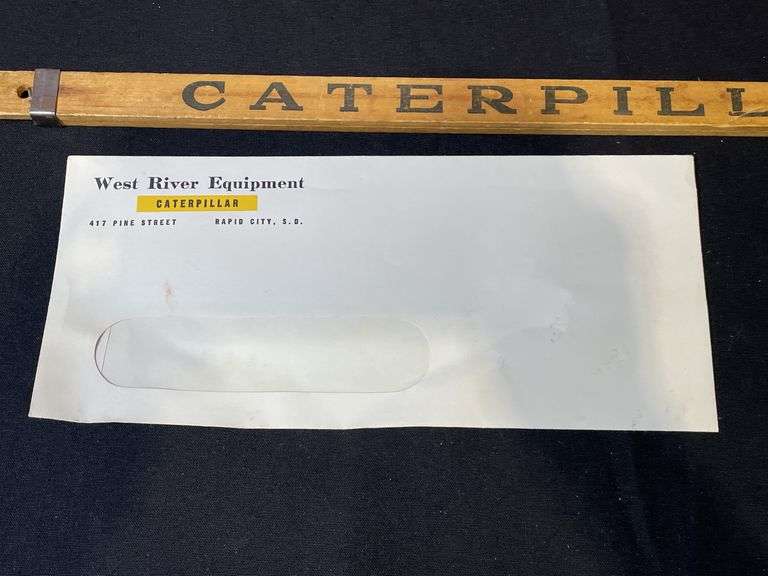 CATERPILL
West River Equipment
CATERPILLAR
417 PINE STREET RAPID CITY, S.D.